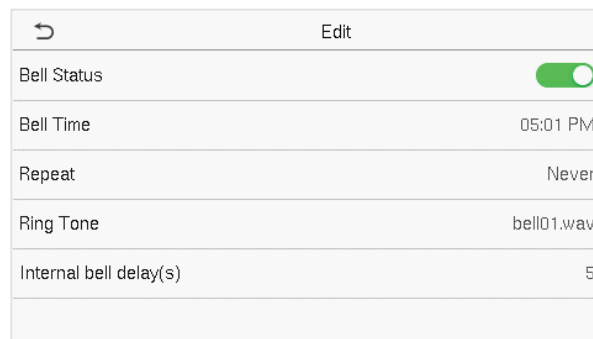 Edit
Bell Status
Bell Time 05:01 PM
Repeat Never
Ring Tone bell01.wav
Internal bell delay(s) 5